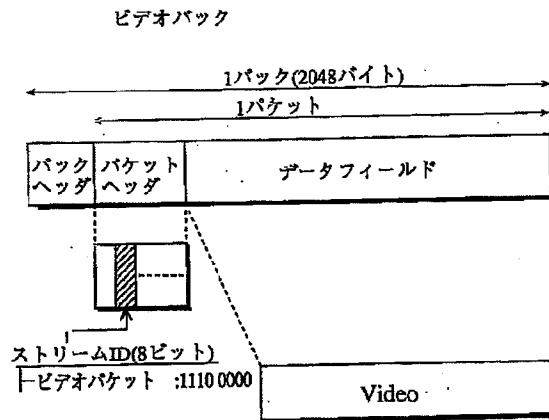 ビデオパック
1パック(2048バイト)
1パケット
パック
ヘッダ
パケット
ヘッダ
データフィールド
ストリームID(8ビット)
ビデオパケット :1110 0000
Video